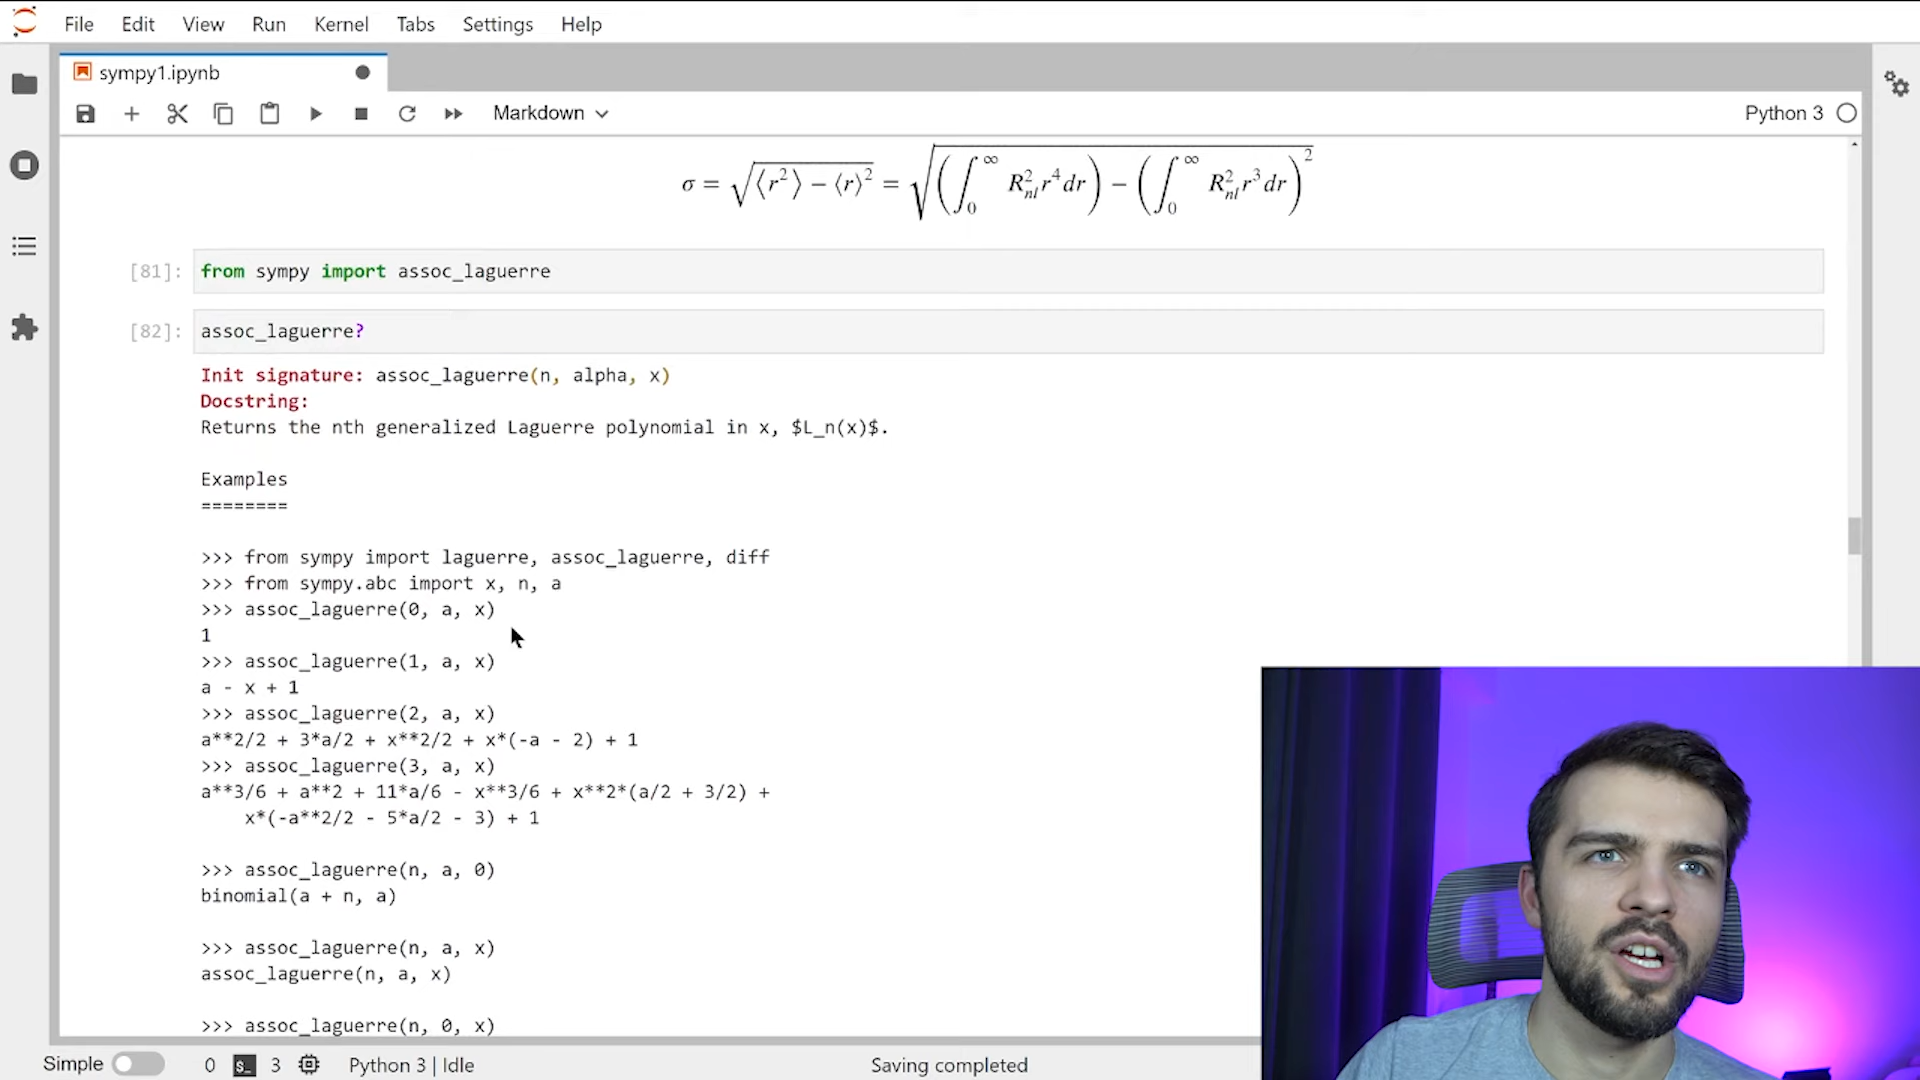 File Edit View Run Kernel Tabs Settings Help
sympy1.ipynb
Markdown
Python 3
σ = √(⟨r²⟩ − ⟨r⟩²) = √((∫₀^∞ R²ₙₗ r⁴ dr) − (∫₀^∞ R²ₙₗ r³ dr)²)
[81]: from sympy import assoc_laguerre
[82]: assoc_laguerre?
Init signature: assoc_laguerre(n, alpha, x)
Docstring:
Returns the nth generalized Laguerre polynomial in x, $L_n(x)$.
Examples
========
>>> from sympy import laguerre, assoc_laguerre, diff
>>> from sympy.abc import x, n, a
>>> assoc_laguerre(0, a, x)
1
>>> assoc_laguerre(1, a, x)
a - x + 1
>>> assoc_laguerre(2, a, x)
a**2/2 + 3*a/2 + x**2/2 + x*(-a - 2) + 1
>>> assoc_laguerre(3, a, x)
a**3/6 + a**2 + 11*a/6 - x**3/6 + x**2*(a/2 + 3/2) +
x*(-a**2/2 - 5*a/2 - 3) + 1
>>> assoc_laguerre(n, a, 0)
binomial(a + n, a)
>>> assoc_laguerre(n, a, x)
assoc_laguerre(n, a, x)
>>> assoc_laguerre(n, 0, x)
Simple 0 $_ 3 Python 3 | Idle Saving completed